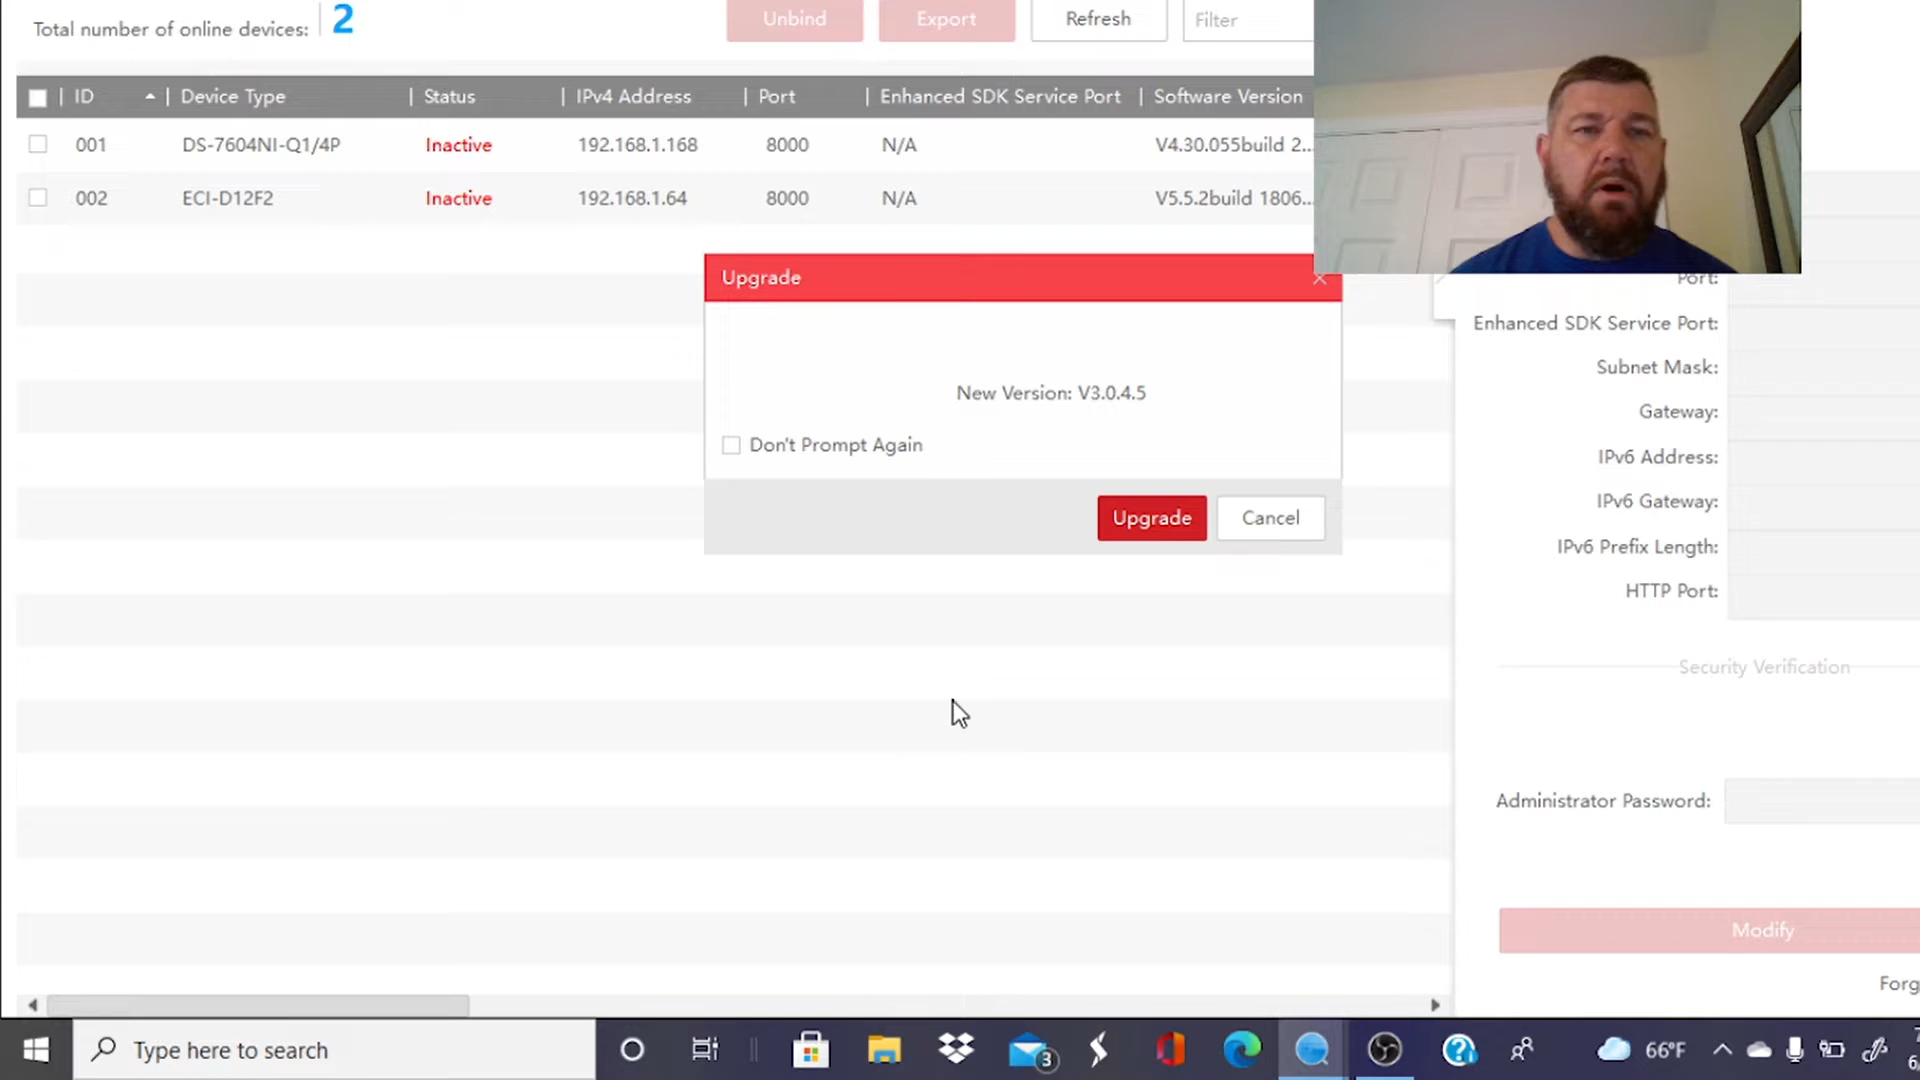 Total number of online devices: 2
Unbind Export Refresh Filter
ID Device Type Status IPv4 Address Port Enhanced SDK Service Port Software Version
001 DS-7604NI-Q1/4P Inactive 192.168.1.168 8000 N/A V4.30.055build 2...
002 ECI-D12F2 Inactive 192.168.1.64 8000 N/A V5.5.2build 1806...
Upgrade
New Version: V3.0.4.5
Don't Prompt Again
Upgrade Cancel
Port:
Enhanced SDK Service Port:
Subnet Mask:
Gateway:
IPv6 Address:
IPv6 Gateway:
IPv6 Prefix Length:
HTTP Port:
Security Verification
Administrator Password:
Modify
Forg
Type here to search
3
66°F